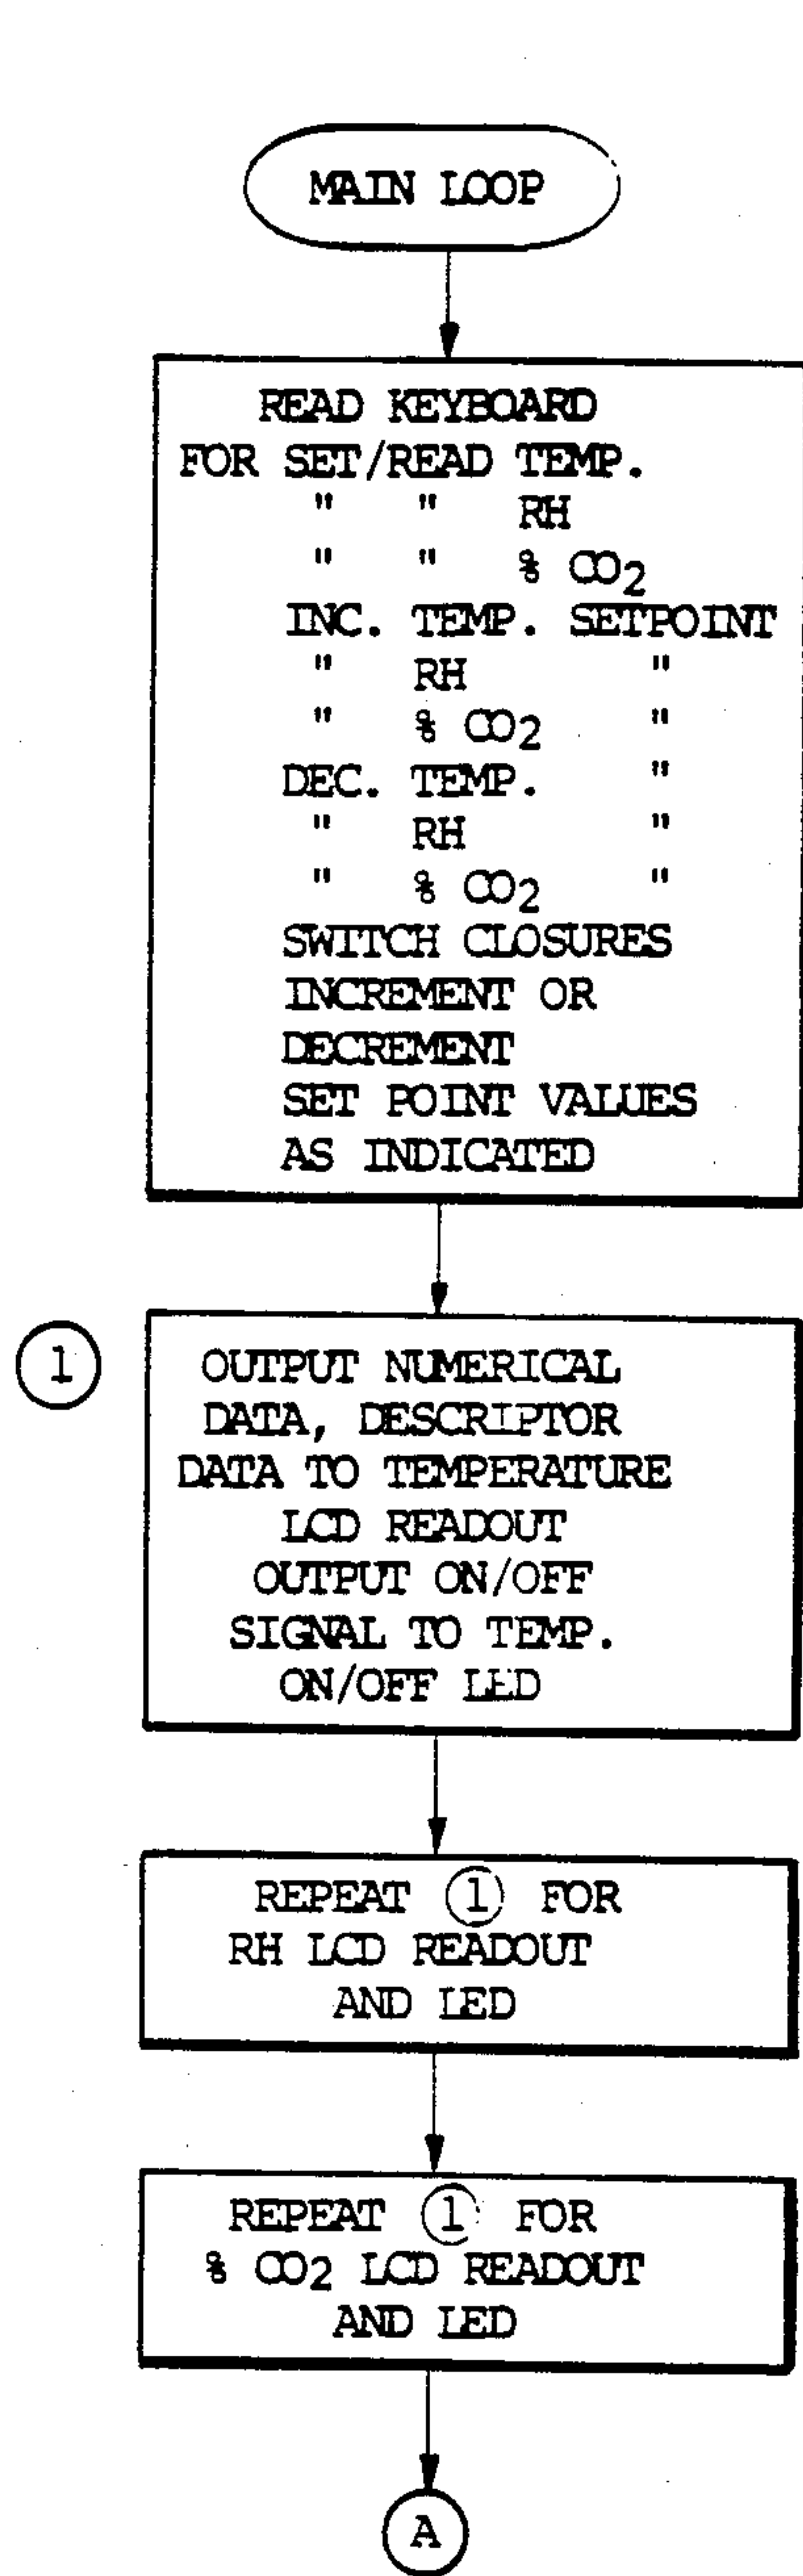 MAIN LOOP
READ KEYBOARD
FOR SET/READ TEMP.
" " RH
" " % CO2
INC. TEMP. SETPOINT
" RH "
" % CO2 "
DEC. TEMP. "
" RH "
" % CO2 "
SWITCH CLOSURES
INCREMENT OR
DECREMENT
SET POINT VALUES
AS INDICATED
1
OUTPUT NUMERICAL
DATA, DESCRIPTOR
DATA TO TEMPERATURE
LCD READOUT
OUTPUT ON/OFF
SIGNAL TO TEMP.
ON/OFF LED
REPEAT 1 FOR
RH LCD READOUT
AND LED
REPEAT 1 FOR
% CO2 LCD READOUT
AND LED
A